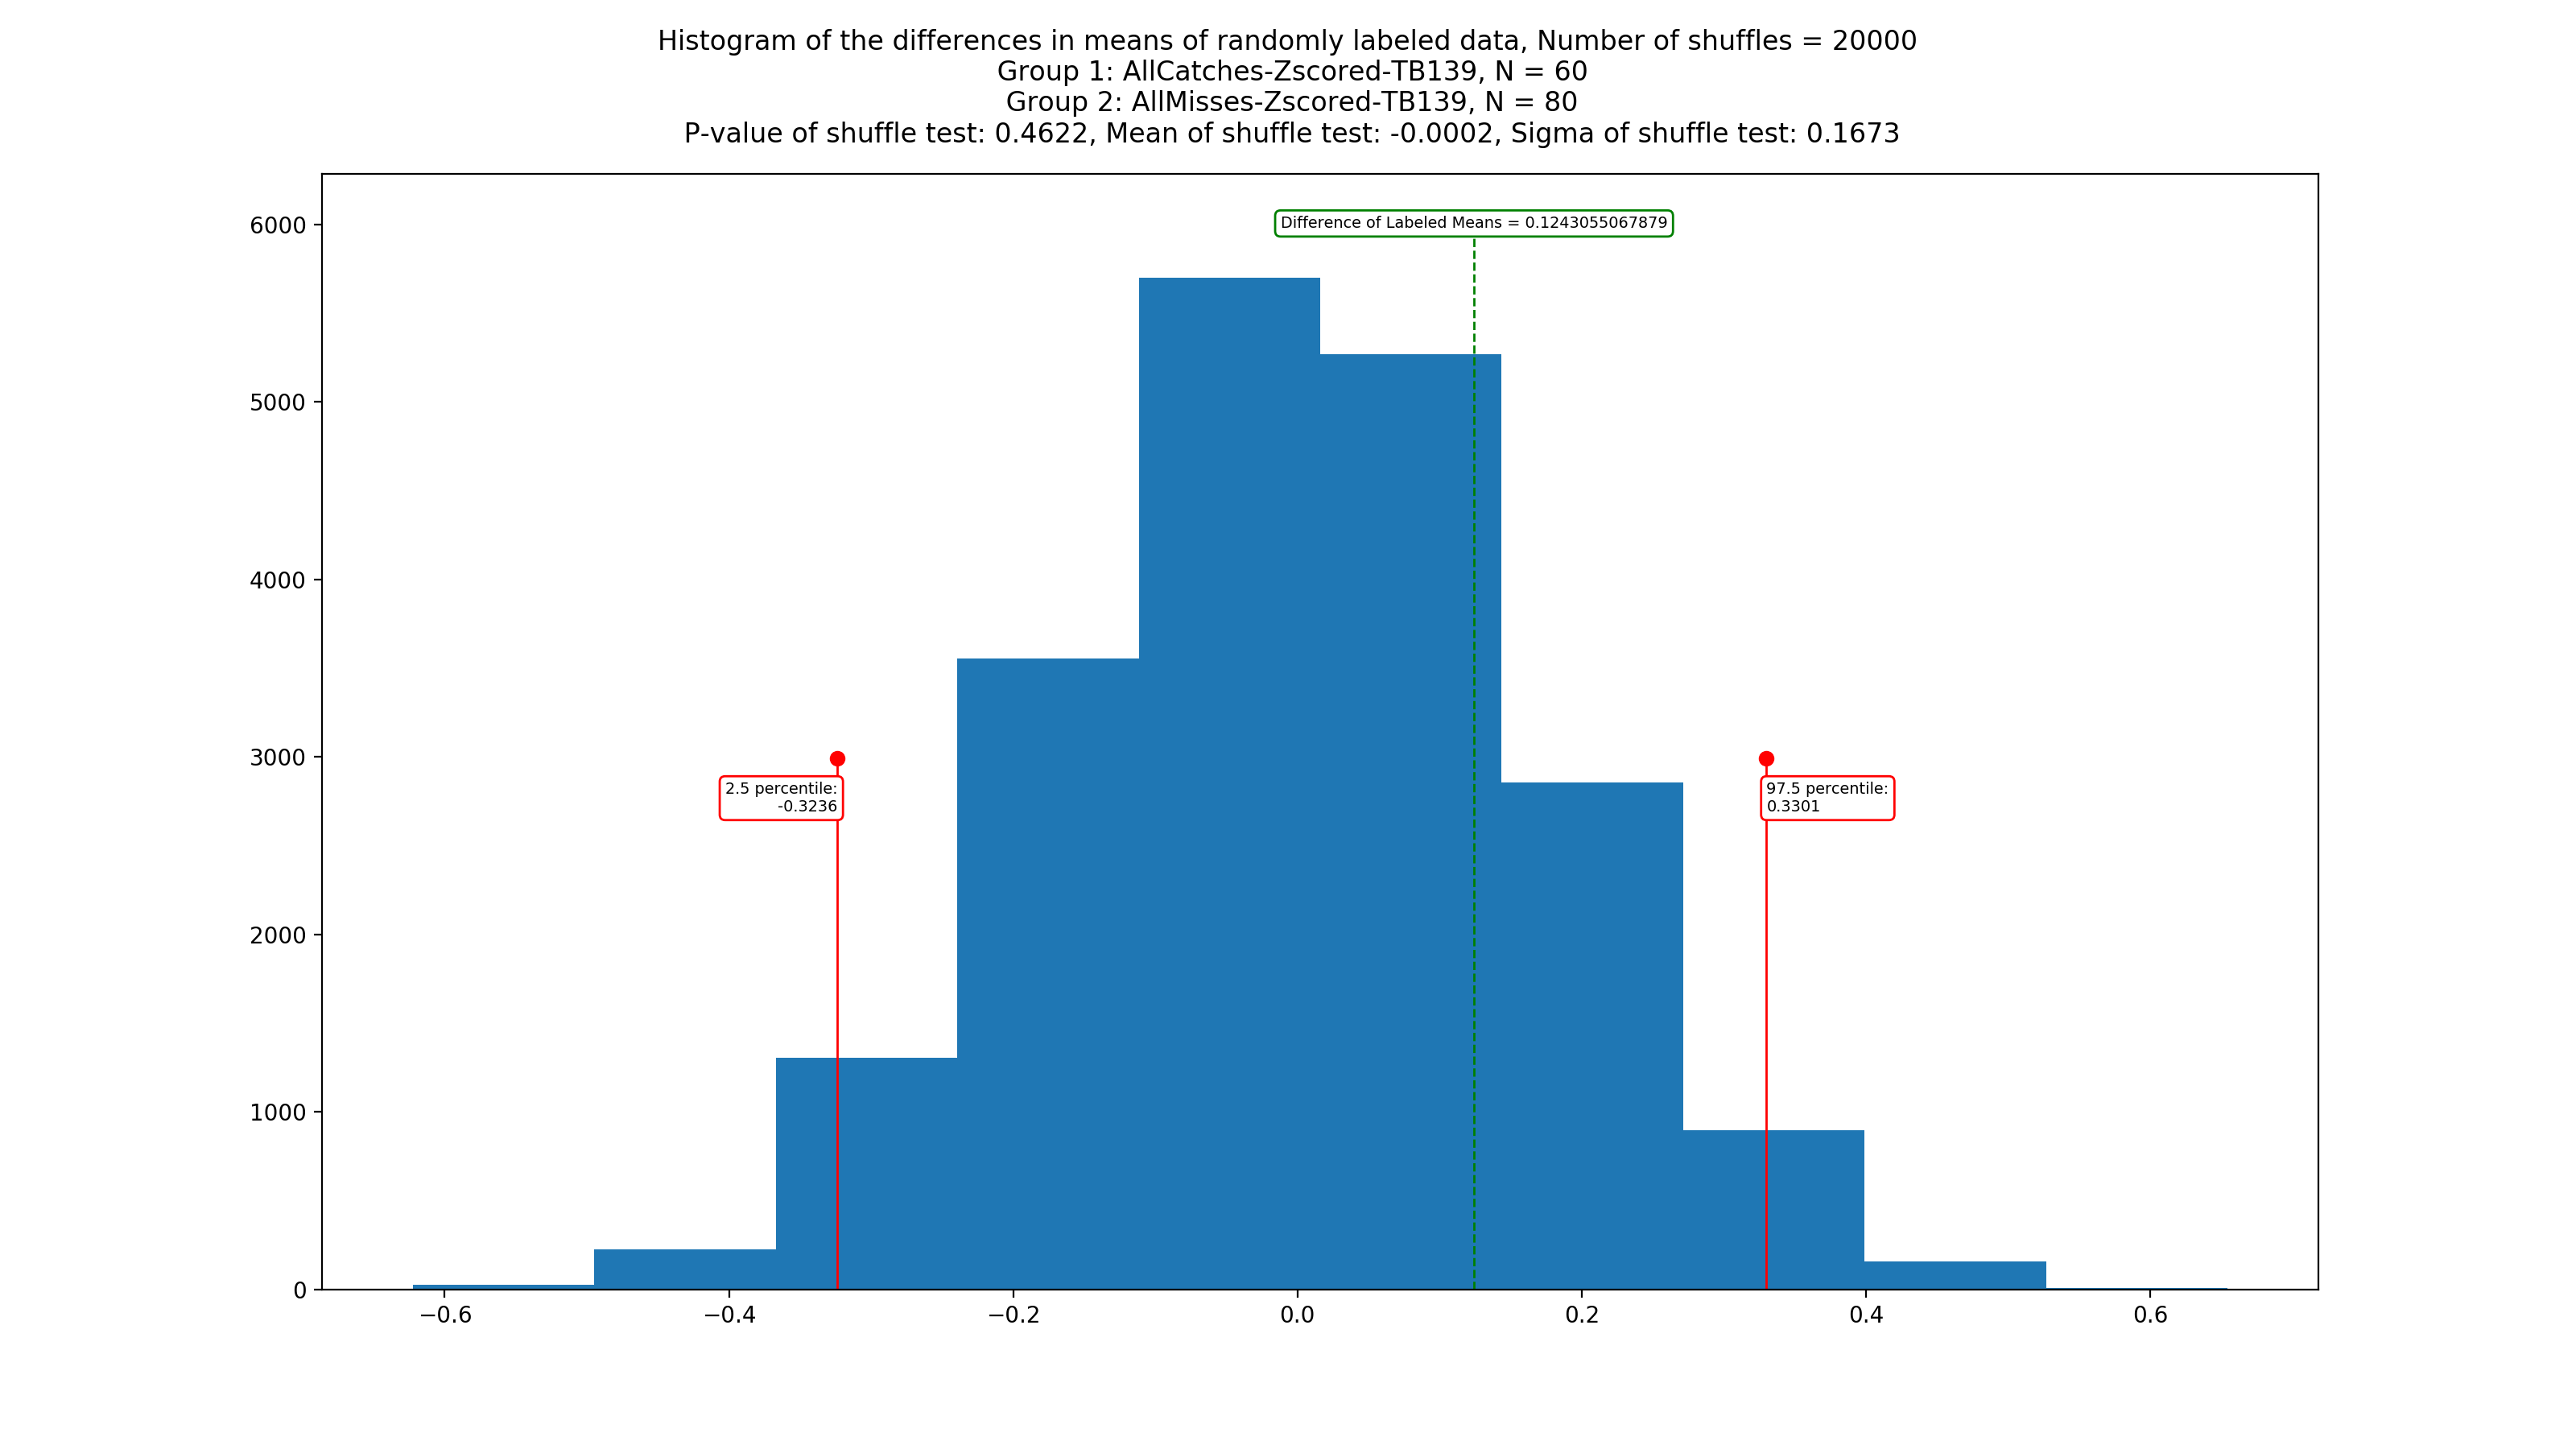 Histogram of the differences in means of randomly labeled data, Number of shuffles = 20000
Group 1: AllCatches-Zscored-TB139, N = 60
Group 2: AllMisses-Zscored-TB139, N = 80
P-value of shuffle test: 0.4622, Mean of shuffle test: -0.0002, Sigma of shuffle test: 0.1673
6000
Difference of Labeled Means = 0.1243055067879
5000
4000
3000
2.5 percentile:
-0.3236
97.5 percentile:
0.3301
2000
1000
0
−0.6
−0.4
−0.2
0.0
0.2
0.4
0.6